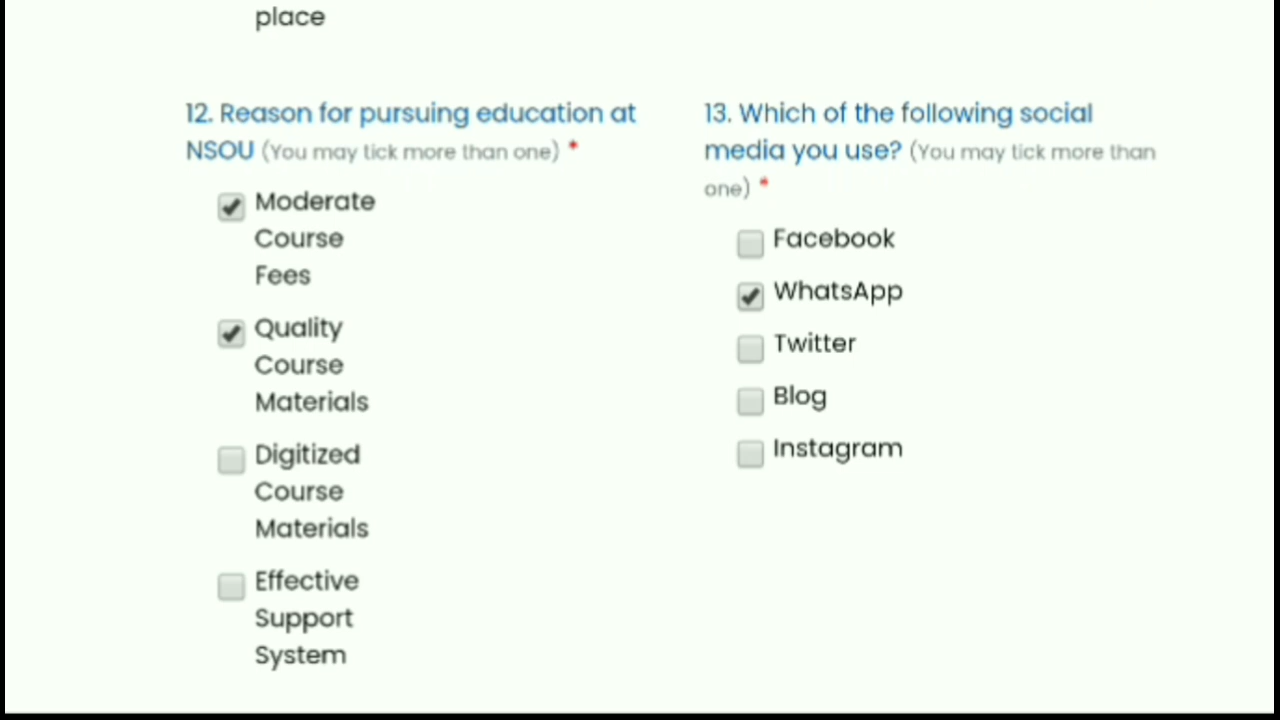 place
12. Reason for pursuing education at
NSOU (You may tick more than one) *
Moderate
Course
Fees
Quality
Course
Materials
Digitized
Course
Materials
Effective
Support
System
13. Which of the following social
media you use? (You may tick more than
one) *
Facebook
WhatsApp
Twitter
Blog
Instagram